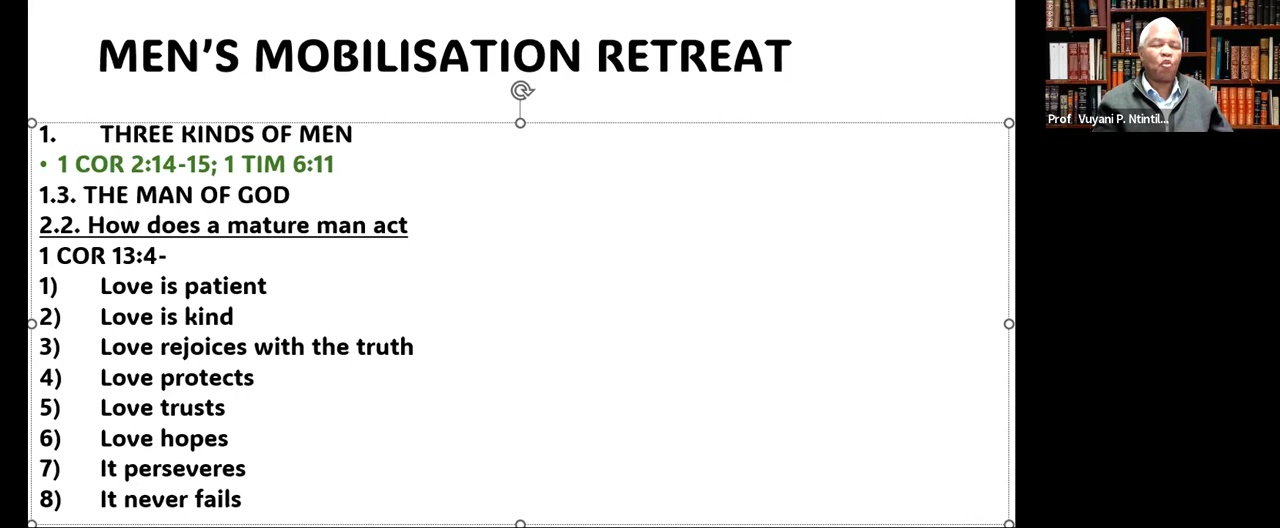 MEN'S MOBILISATION RETREAT
1. THREE KINDS OF MEN
• 1 COR 2:14-15; 1 TIM 6:11
1.3. THE MAN OF GOD
2.2. How does a mature man act
1 COR 13:4-
1) Love is patient
2) Love is kind
3) Love rejoices with the truth
4) Love protects
5) Love trusts
6) Love hopes
7) It perseveres
8) It never fails
Prof Vuyani P. Ntintil...